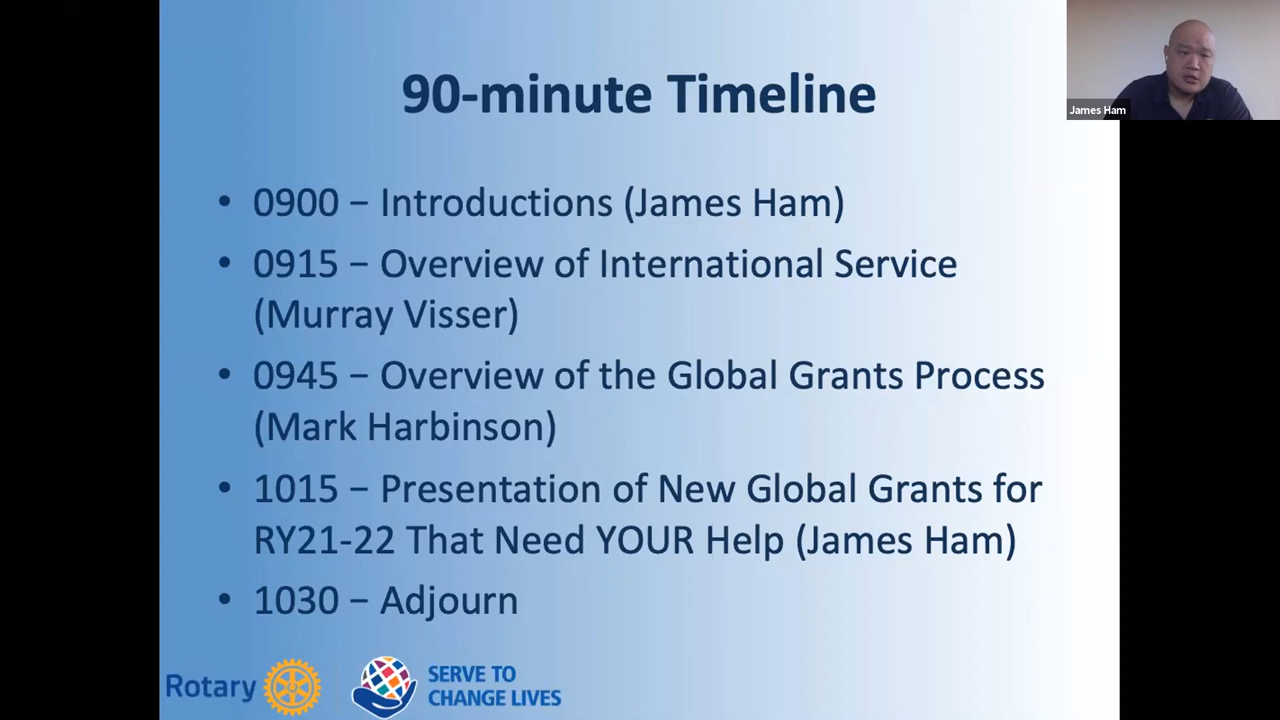 90-minute Timeline
James Ham
• 0900 – Introductions (James Ham)
• 0915 – Overview of International Service
(Murray Visser)
• 0945 – Overview of the Global Grants Process
(Mark Harbinson)
• 1015 – Presentation of New Global Grants for
RY21-22 That Need YOUR Help (James Ham)
• 1030 – Adjourn
Rotary
SERVE TO
CHANGE LIVES